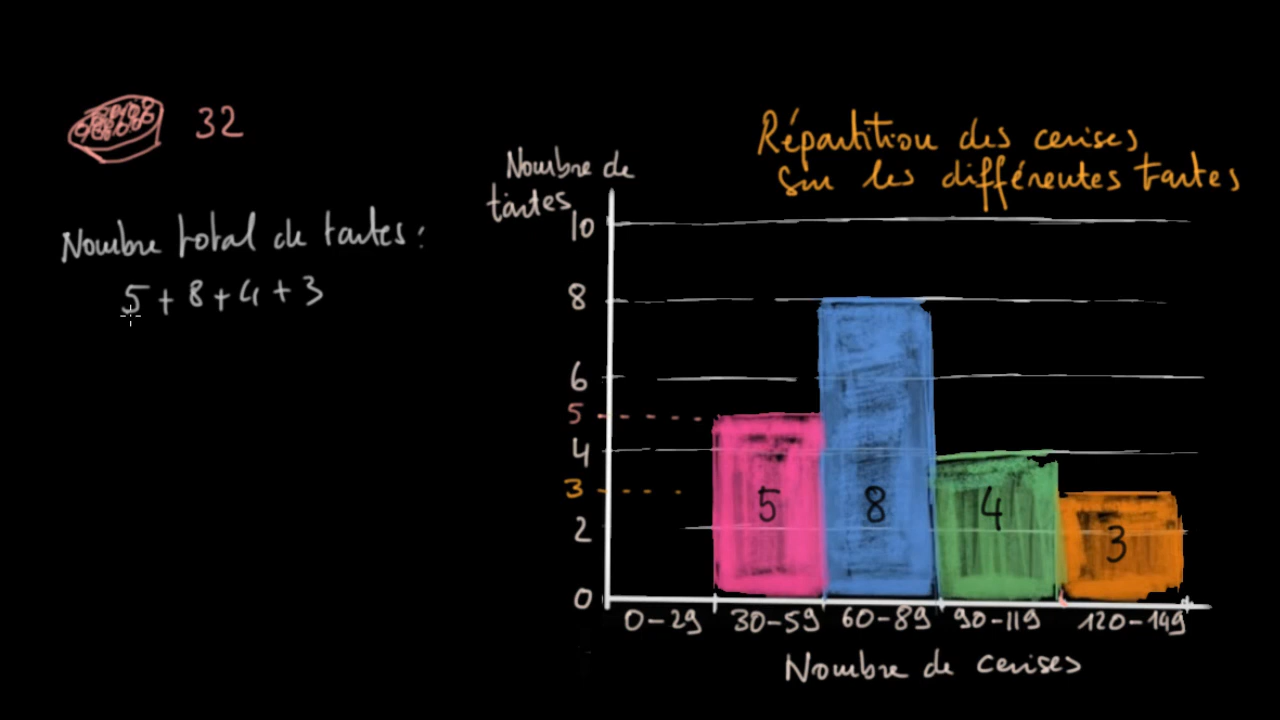 32
Nombre total de tartes :
5 + 8 + 4 + 3
Répartition des cerises
sur les différentes tartes
Nombre de
tartes
10
8
6
5
4
3
2
0
5
8
4
3
0-29
30-59
60-89
90-119
120-149
Nombre de cerises